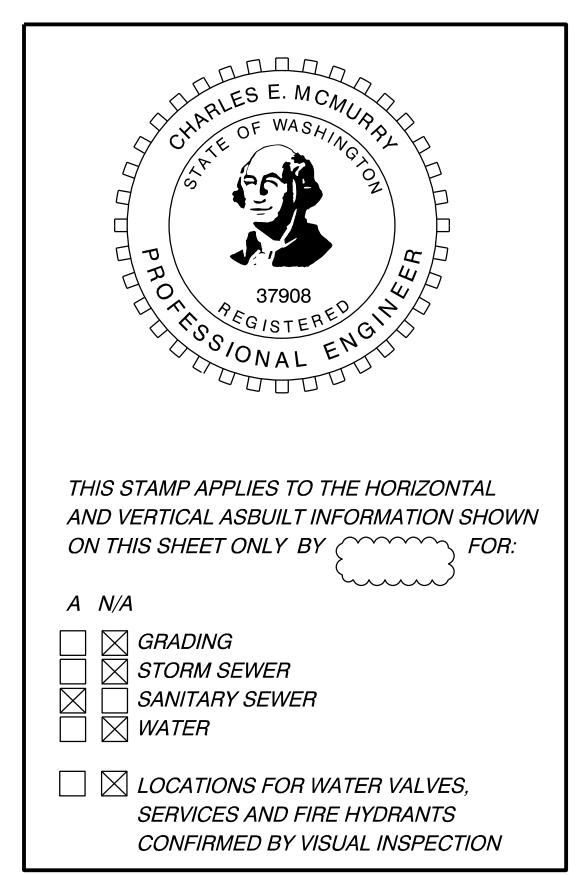 CHARLES E. MCMURRY
STATE OF WASHINGTON
37908
REGISTERED
PROFESSIONAL ENGINEER
THIS STAMP APPLIES TO THE HORIZONTAL
AND VERTICAL ASBUILT INFORMATION SHOWN
ON THIS SHEET ONLY BY FOR:
A N/A
GRADING
STORM SEWER
SANITARY SEWER
WATER
LOCATIONS FOR WATER VALVES,
SERVICES AND FIRE HYDRANTS
CONFIRMED BY VISUAL INSPECTION